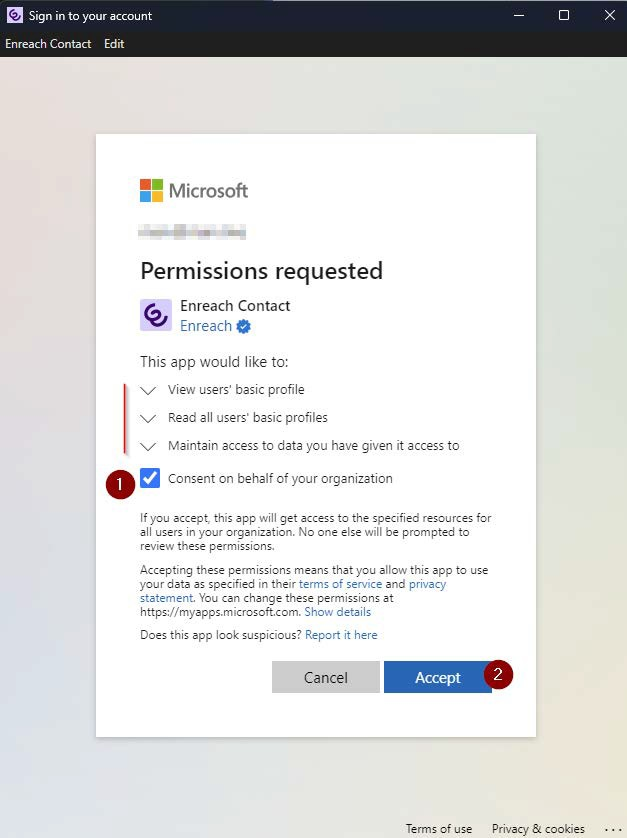 Sign in to your account
Enreach Contact Edit
Microsoft
Permissions requested
Enreach Contact
Enreach
This app would like to:
View users' basic profile
Read all users' basic profiles
Maintain access to data you have given it access to
1
Consent on behalf of your organization
If you accept, this app will get access to the specified resources for
all users in your organization. No one else will be prompted to
review these permissions.
Accepting these permissions means that you allow this app to use
your data as specified in their terms of service and privacy
statement. You can change these permissions at
https://myapps.microsoft.com. Show details
Does this app look suspicious? Report it here
Cancel Accept 2
Terms of use Privacy & cookies ...